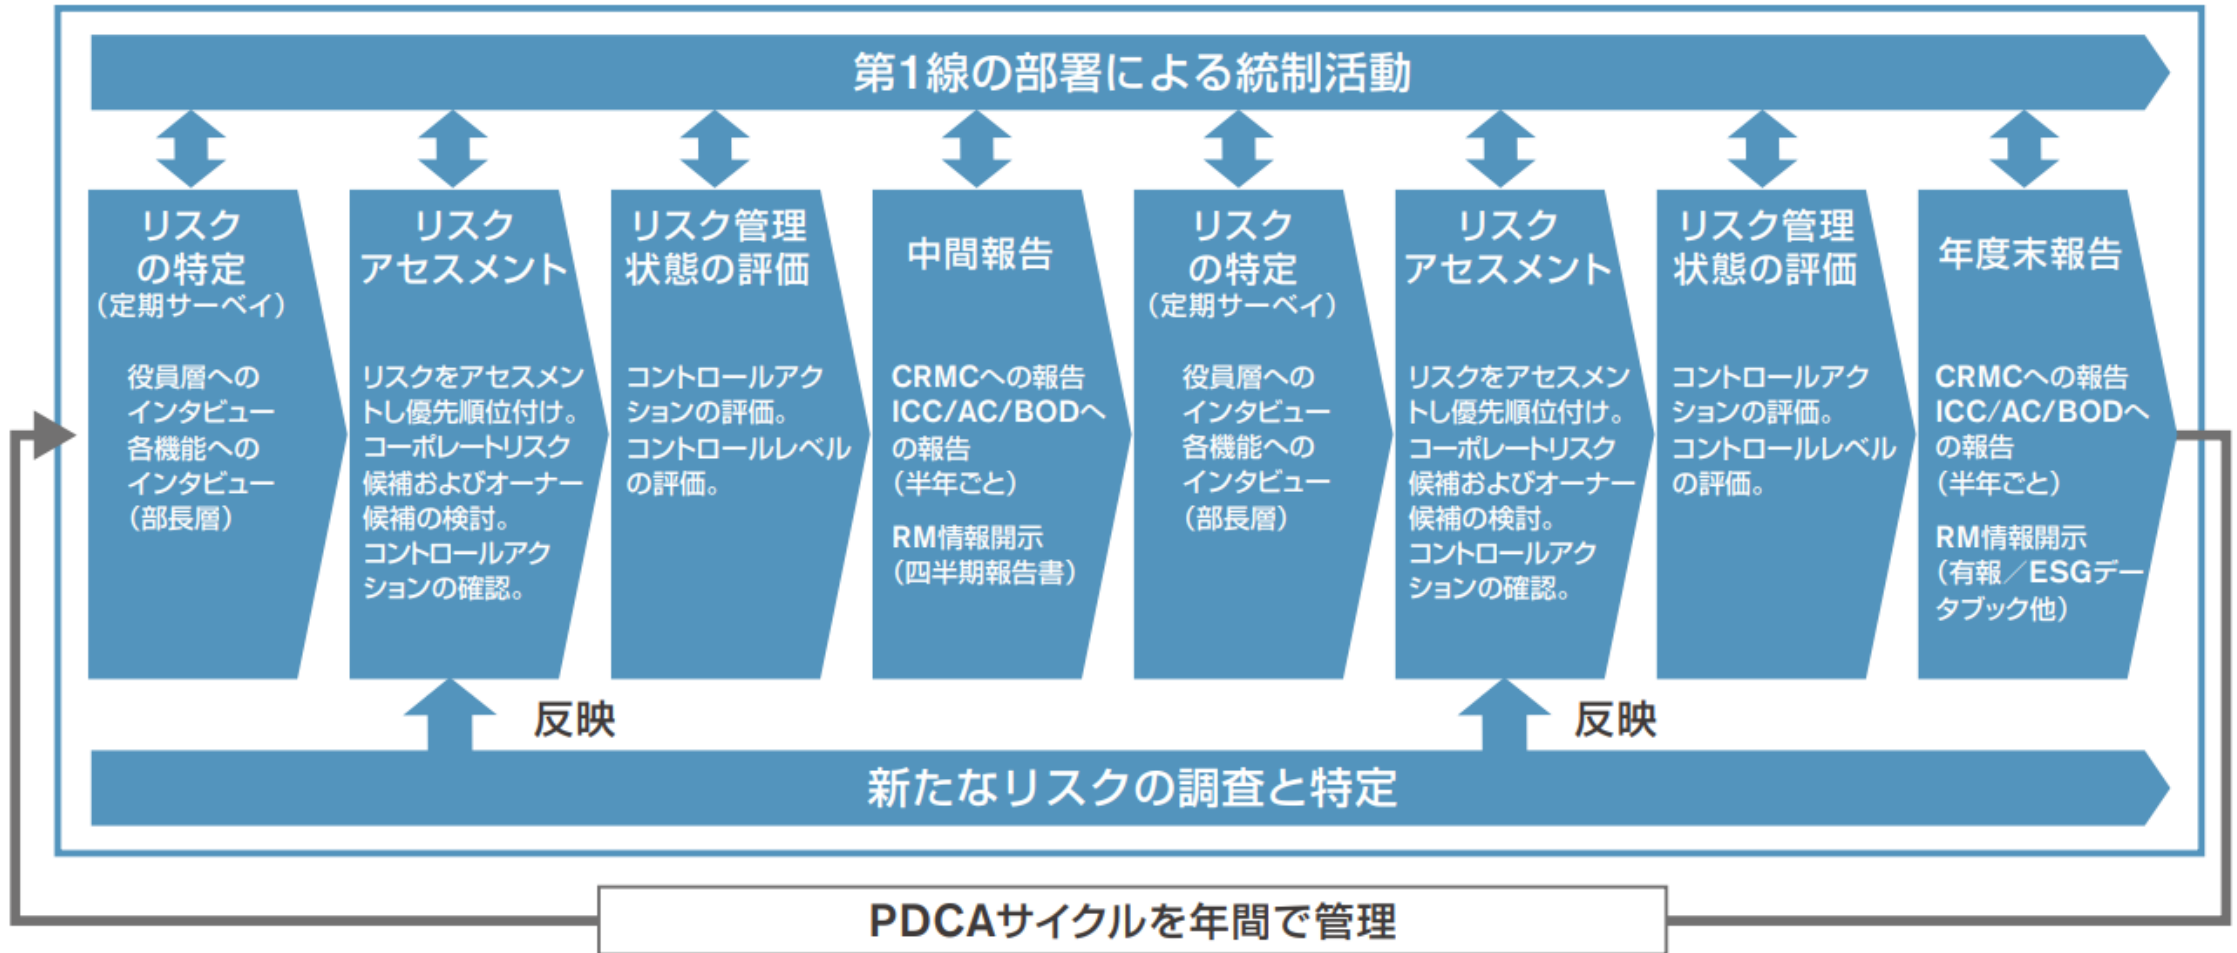 第1線の部署による統制活動
リスク
の特定
（定期サーベイ）
役員層への
インタビュー
各機能への
インタビュー
（部長層）
リスク
アセスメント
リスクをアセスメン
トし優先順位付け。
コーポレートリスク
候補およびオーナー
候補の検討。
コントロールアク
ションの確認。
リスク管理
状態の評価
コントロールアク
ションの評価。
コントロールレベル
の評価。
中間報告
CRMCへの報告
ICC/AC/BODへ
の報告
（半年ごと）
RM情報開示
（四半期報告書）
リスク
の特定
（定期サーベイ）
役員層への
インタビュー
各機能への
インタビュー
（部長層）
リスク
アセスメント
リスクをアセスメン
トし優先順位付け。
コーポレートリスク
候補およびオーナー
候補の検討。
コントロールアク
ションの確認。
リスク管理
状態の評価
コントロールアク
ションの評価。
コントロールレベル
の評価。
年度末報告
CRMCへの報告
ICC/AC/BODへ
の報告
（半年ごと）
RM情報開示
（有報／ESGデー
タブック他）
反映
反映
新たなリスクの調査と特定
PDCAサイクルを年間で管理